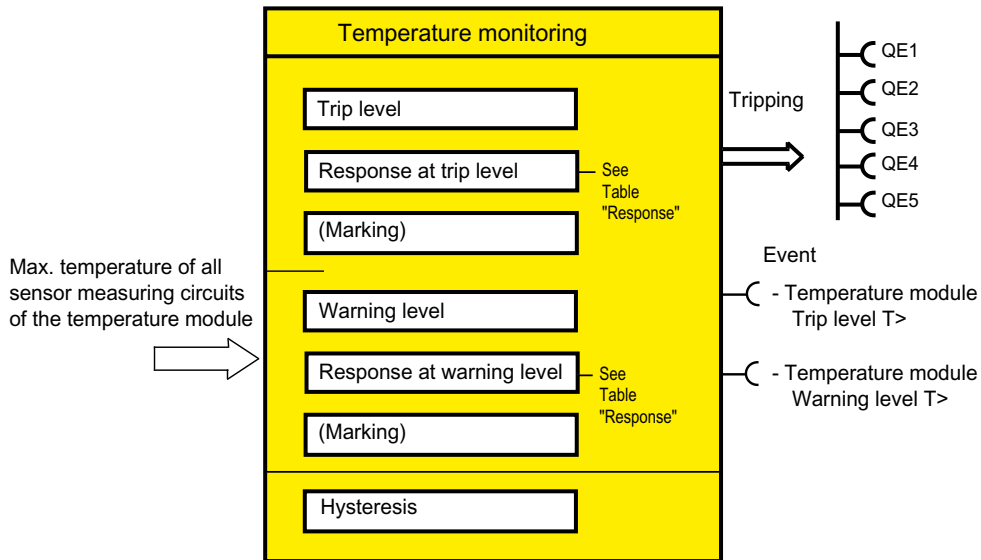 Temperature monitoring
Trip level
Response at trip level
See
Table
"Response"
(Marking)
Max. temperature of all
sensor measuring circuits
of the temperature module
Warning level
Response at warning level
See
Table
"Response"
(Marking)
Hysteresis
Tripping
QE1
QE2
QE3
QE4
QE5
Event
- Temperature module
Trip level T>
- Temperature module
Warning level T>